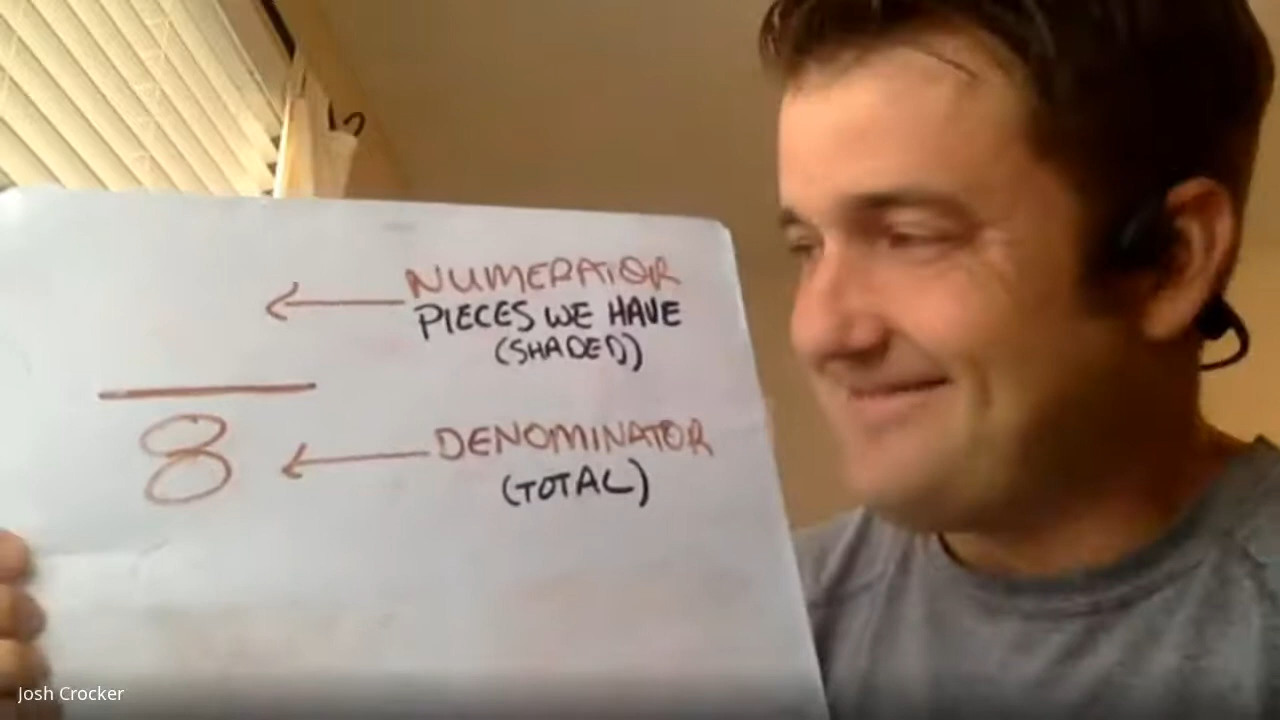 NUMERATOR
PIECES WE HAVE
(SHADED)
8
DENOMINATOR
(TOTAL)
Josh Crocker